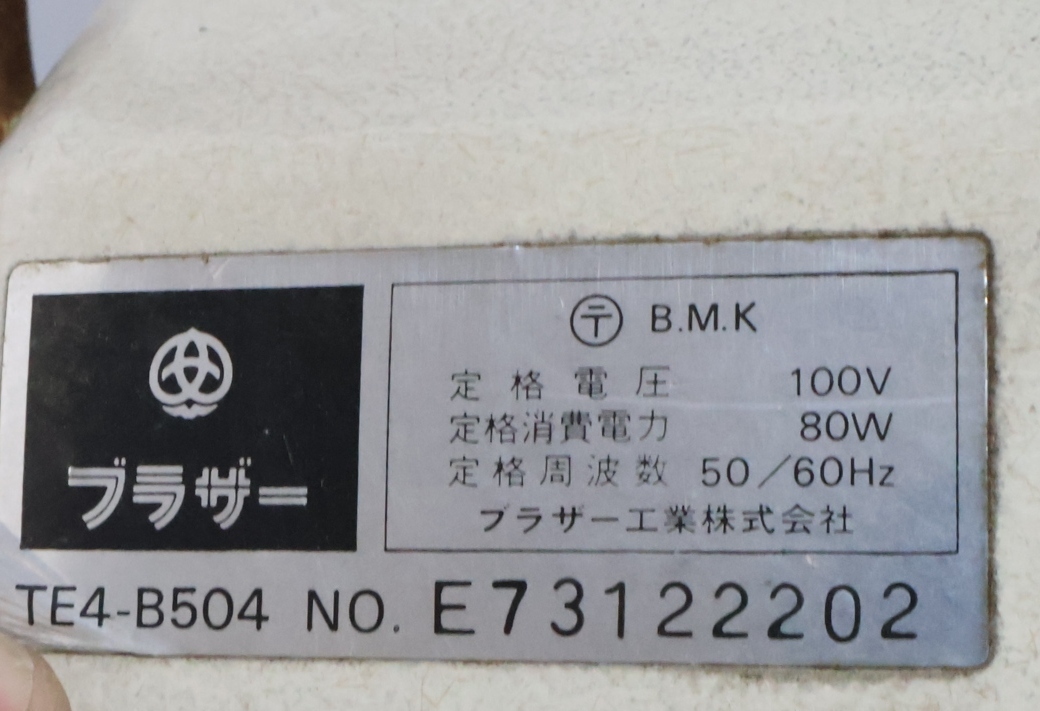 ブラザー
〒 B.M.K
定格電圧 100V
定格消費電力 80W
定格周波数 50/60Hz
ブラザー工業株式会社
TE4-B504 NO. E73122202